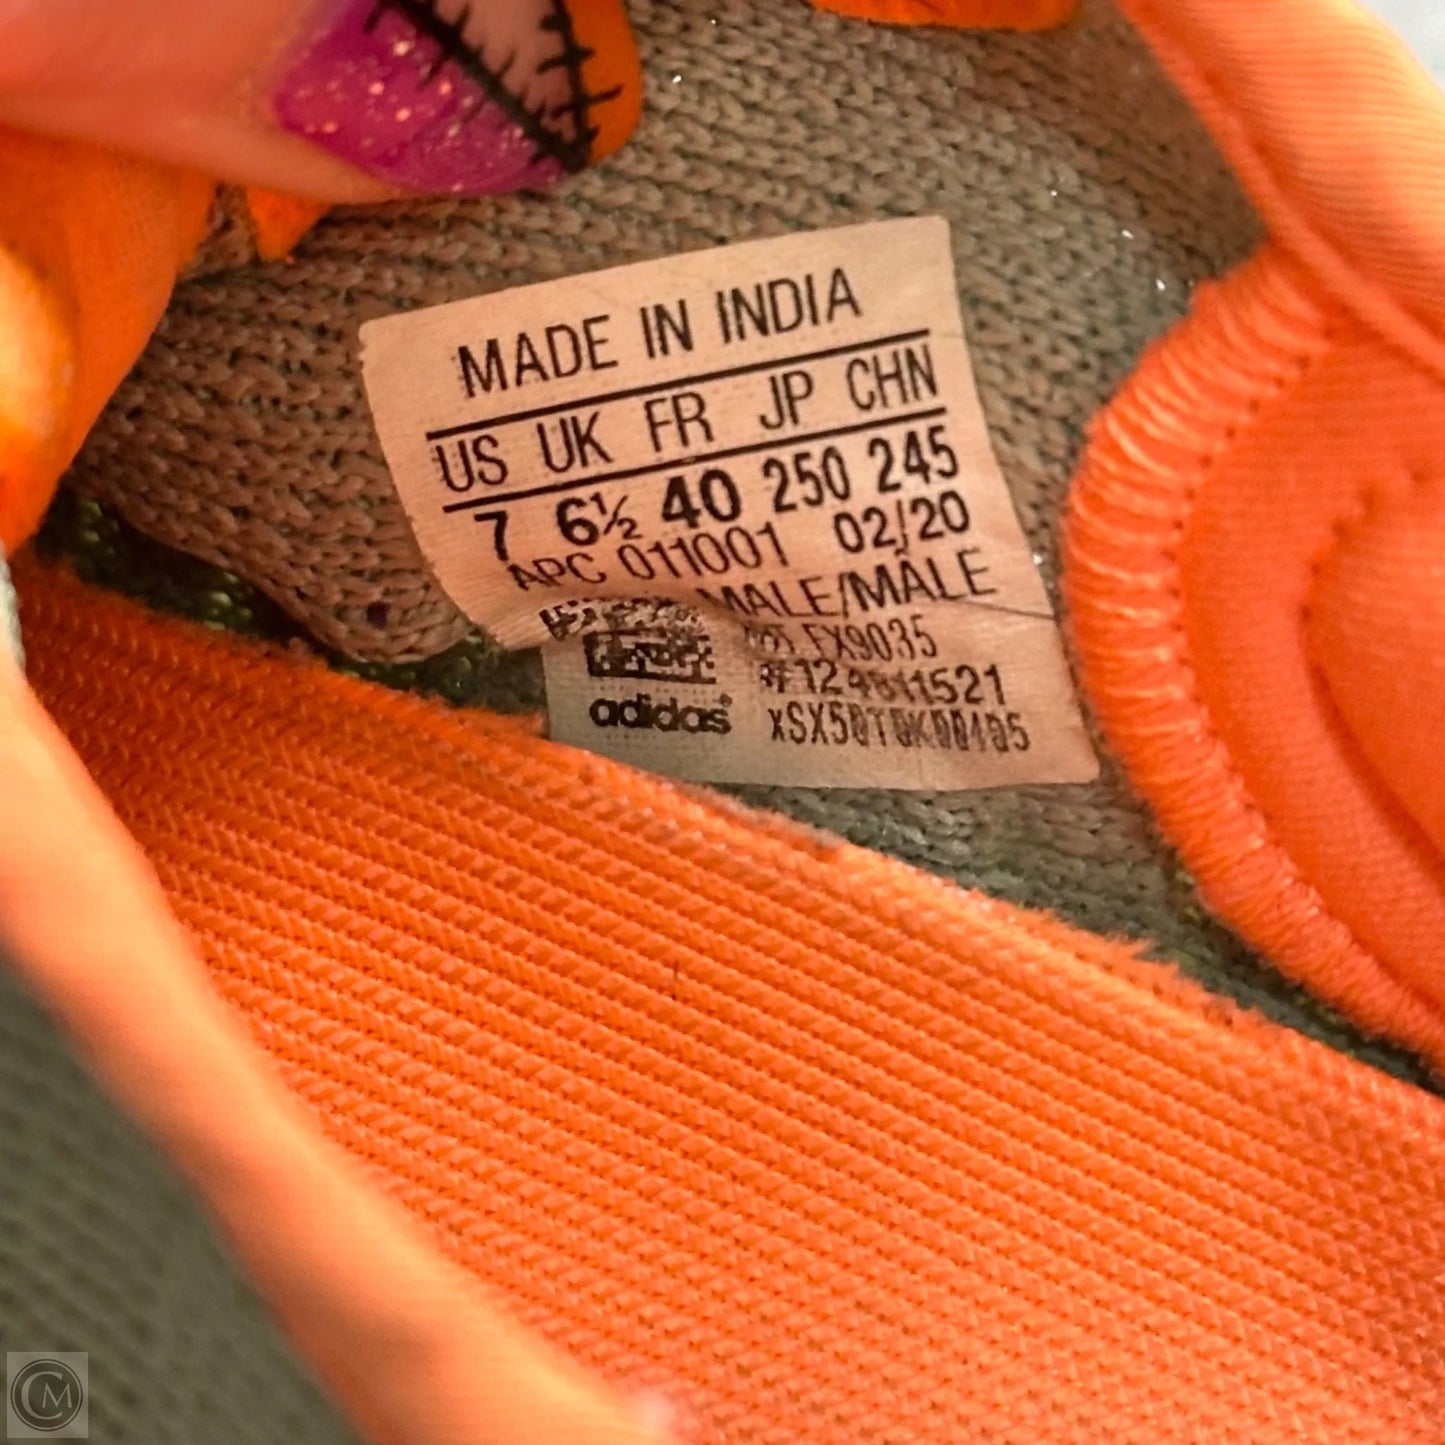 MADE IN INDIA
US UK FR JP CHN
7 6½ 40 250 245
APC 011001 02/20
MALE/MÂLE
FX9035
adidas®
CM